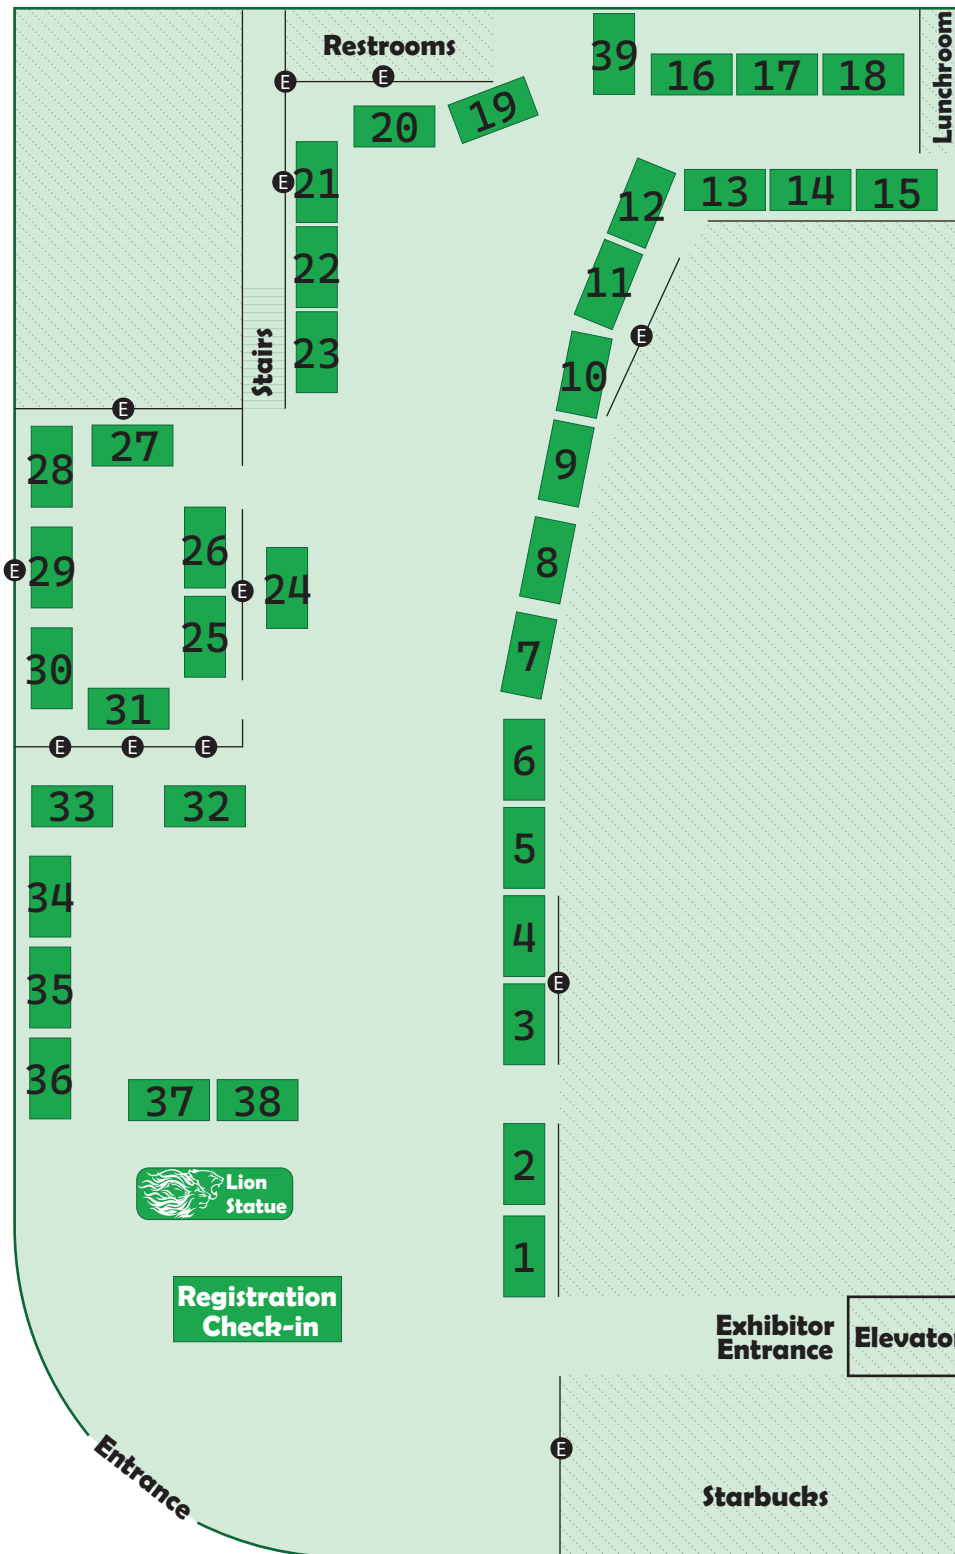 Restrooms
39
16
17
18
Lunchroom
E
E
20
19
E
21
12
13
14
15
22
11
Stairs
23
E
10
E
27
28
9
26
8
E
29
E
24
25
7
30
31
E
E
E
6
33
32
5
34
4
35
E
3
36
37
38
2
Lion
Statue
1
Registration
Check-in
Exhibitor
Entrance
Elevator
Entrance
E
Starbucks